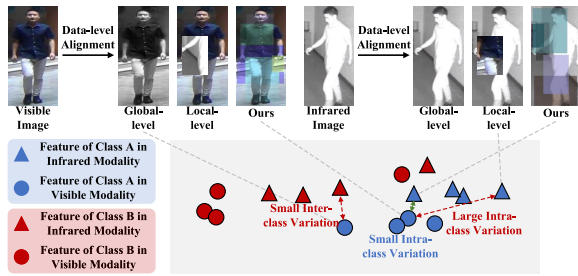 Data-level
Alignment
Data-level
Alignment
Visible
Image
Global-
level
Local-
level
Ours
Infrared
Image
Global-
level
Local-
level
Ours
Feature of Class A in
Infrared Modality
Feature of Class A in
Visible Modality
Feature of Class B in
Infrared Modality
Feature of Class B in
Visible Modality
Small Inter-
class Variation
Small Intra-
class Variation
Large Intra-
class Variation